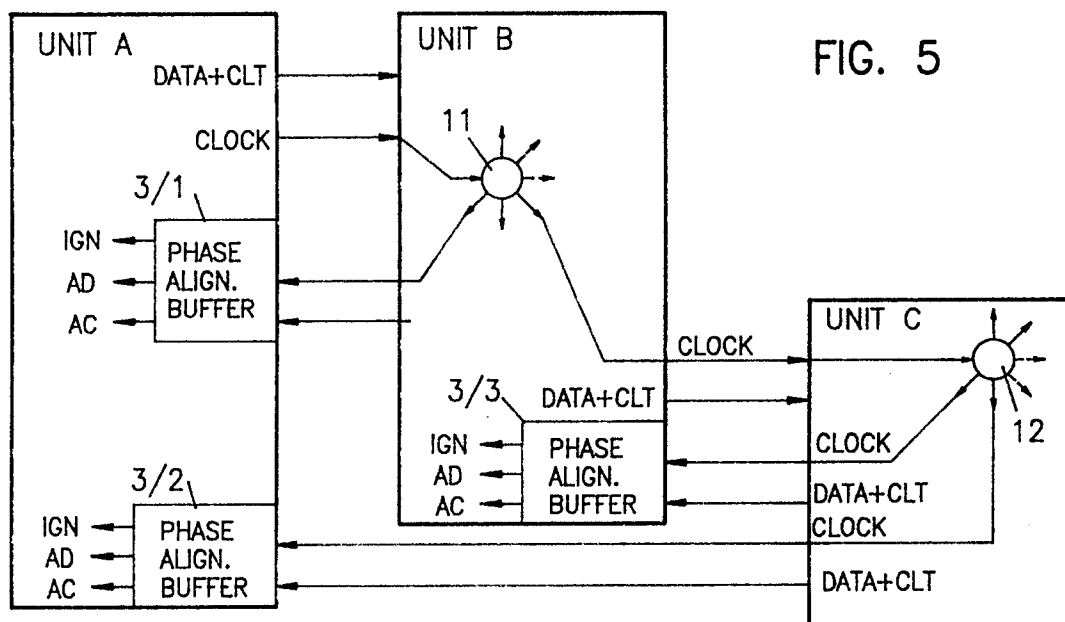 UNIT A
DATA+CLT
CLOCK
3/1
IGN
AD
AC
PHASE
ALIGN.
BUFFER
3/2
IGN
AD
AC
PHASE
ALIGN.
BUFFER
UNIT B
11
3/3
DATA+CLT
IGN
AD
AC
PHASE
ALIGN.
BUFFER
FIG. 5
CLOCK
UNIT C
12
CLOCK
DATA+CLT
CLOCK
DATA+CLT